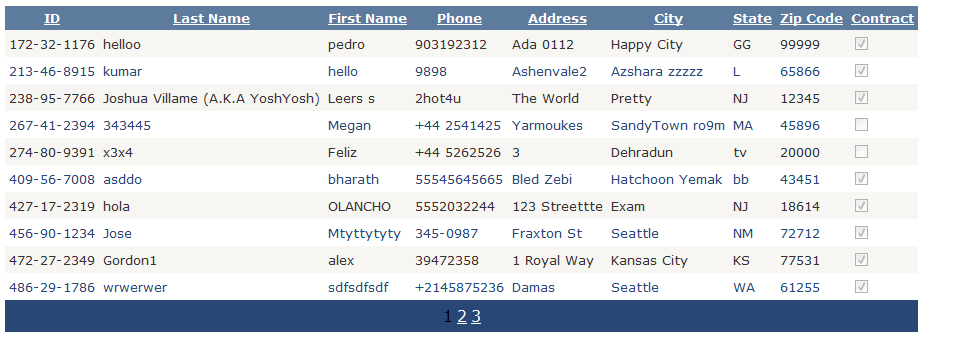 ID Last Name First Name Phone Address City State Zip Code Contract
172-32-1176 helloo pedro 903192312 Ada 0112 Happy City GG 99999
213-46-8915 kumar hello 9898 Ashenvale2 Azshara zzzzz L 65866
238-95-7766 Joshua Villame (A.K.A YoshYosh) Leers s 2hot4u The World Pretty NJ 12345
267-41-2394 343445 Megan +44 2541425 Yarmoukes SandyTown ro9m MA 45896
274-80-9391 x3x4 Feliz +44 5262526 3 Dehradun tv 20000
409-56-7008 asddo bharath 55545645665 Bled Zebi Hatchoon Yemak bb 43451
427-17-2319 hola OLANCHO 5552032244 123 Streettte Exam NJ 18614
456-90-1234 Jose Mtyttytyty 345-0987 Fraxton St Seattle NM 72712
472-27-2349 Gordon1 alex 39472358 1 Royal Way Kansas City KS 77531
486-29-1786 wrwerwer sdfsdfsdf +2145875236 Damas Seattle WA 61255
1 2 3